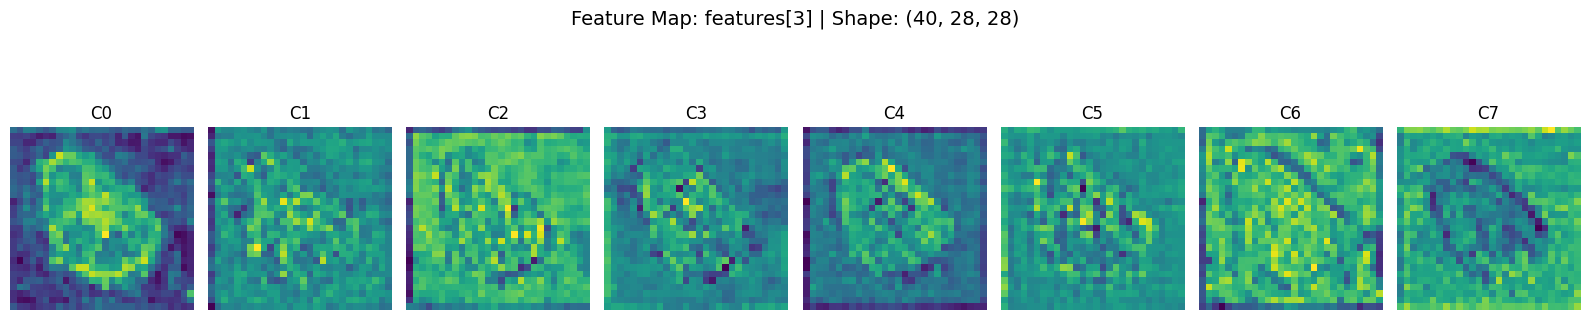 Feature Map: features[3] | Shape: (40, 28, 28)
C0 C1 C2 C3 C4 C5 C6 C7